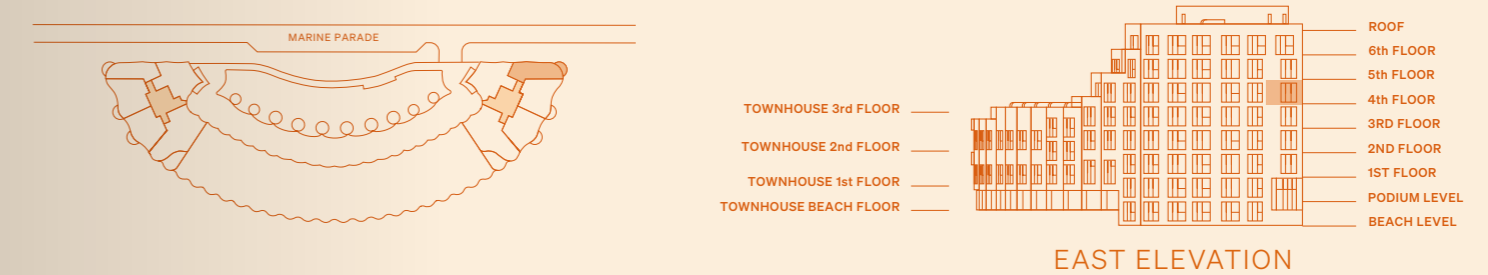 MARINE PARADE
TOWNHOUSE 3rd FLOOR
TOWNHOUSE 2nd FLOOR
TOWNHOUSE 1st FLOOR
TOWNHOUSE BEACH FLOOR
ROOF
6th FLOOR
5th FLOOR
4th FLOOR
3RD FLOOR
2ND FLOOR
1ST FLOOR
PODIUM LEVEL
BEACH LEVEL
EAST ELEVATION